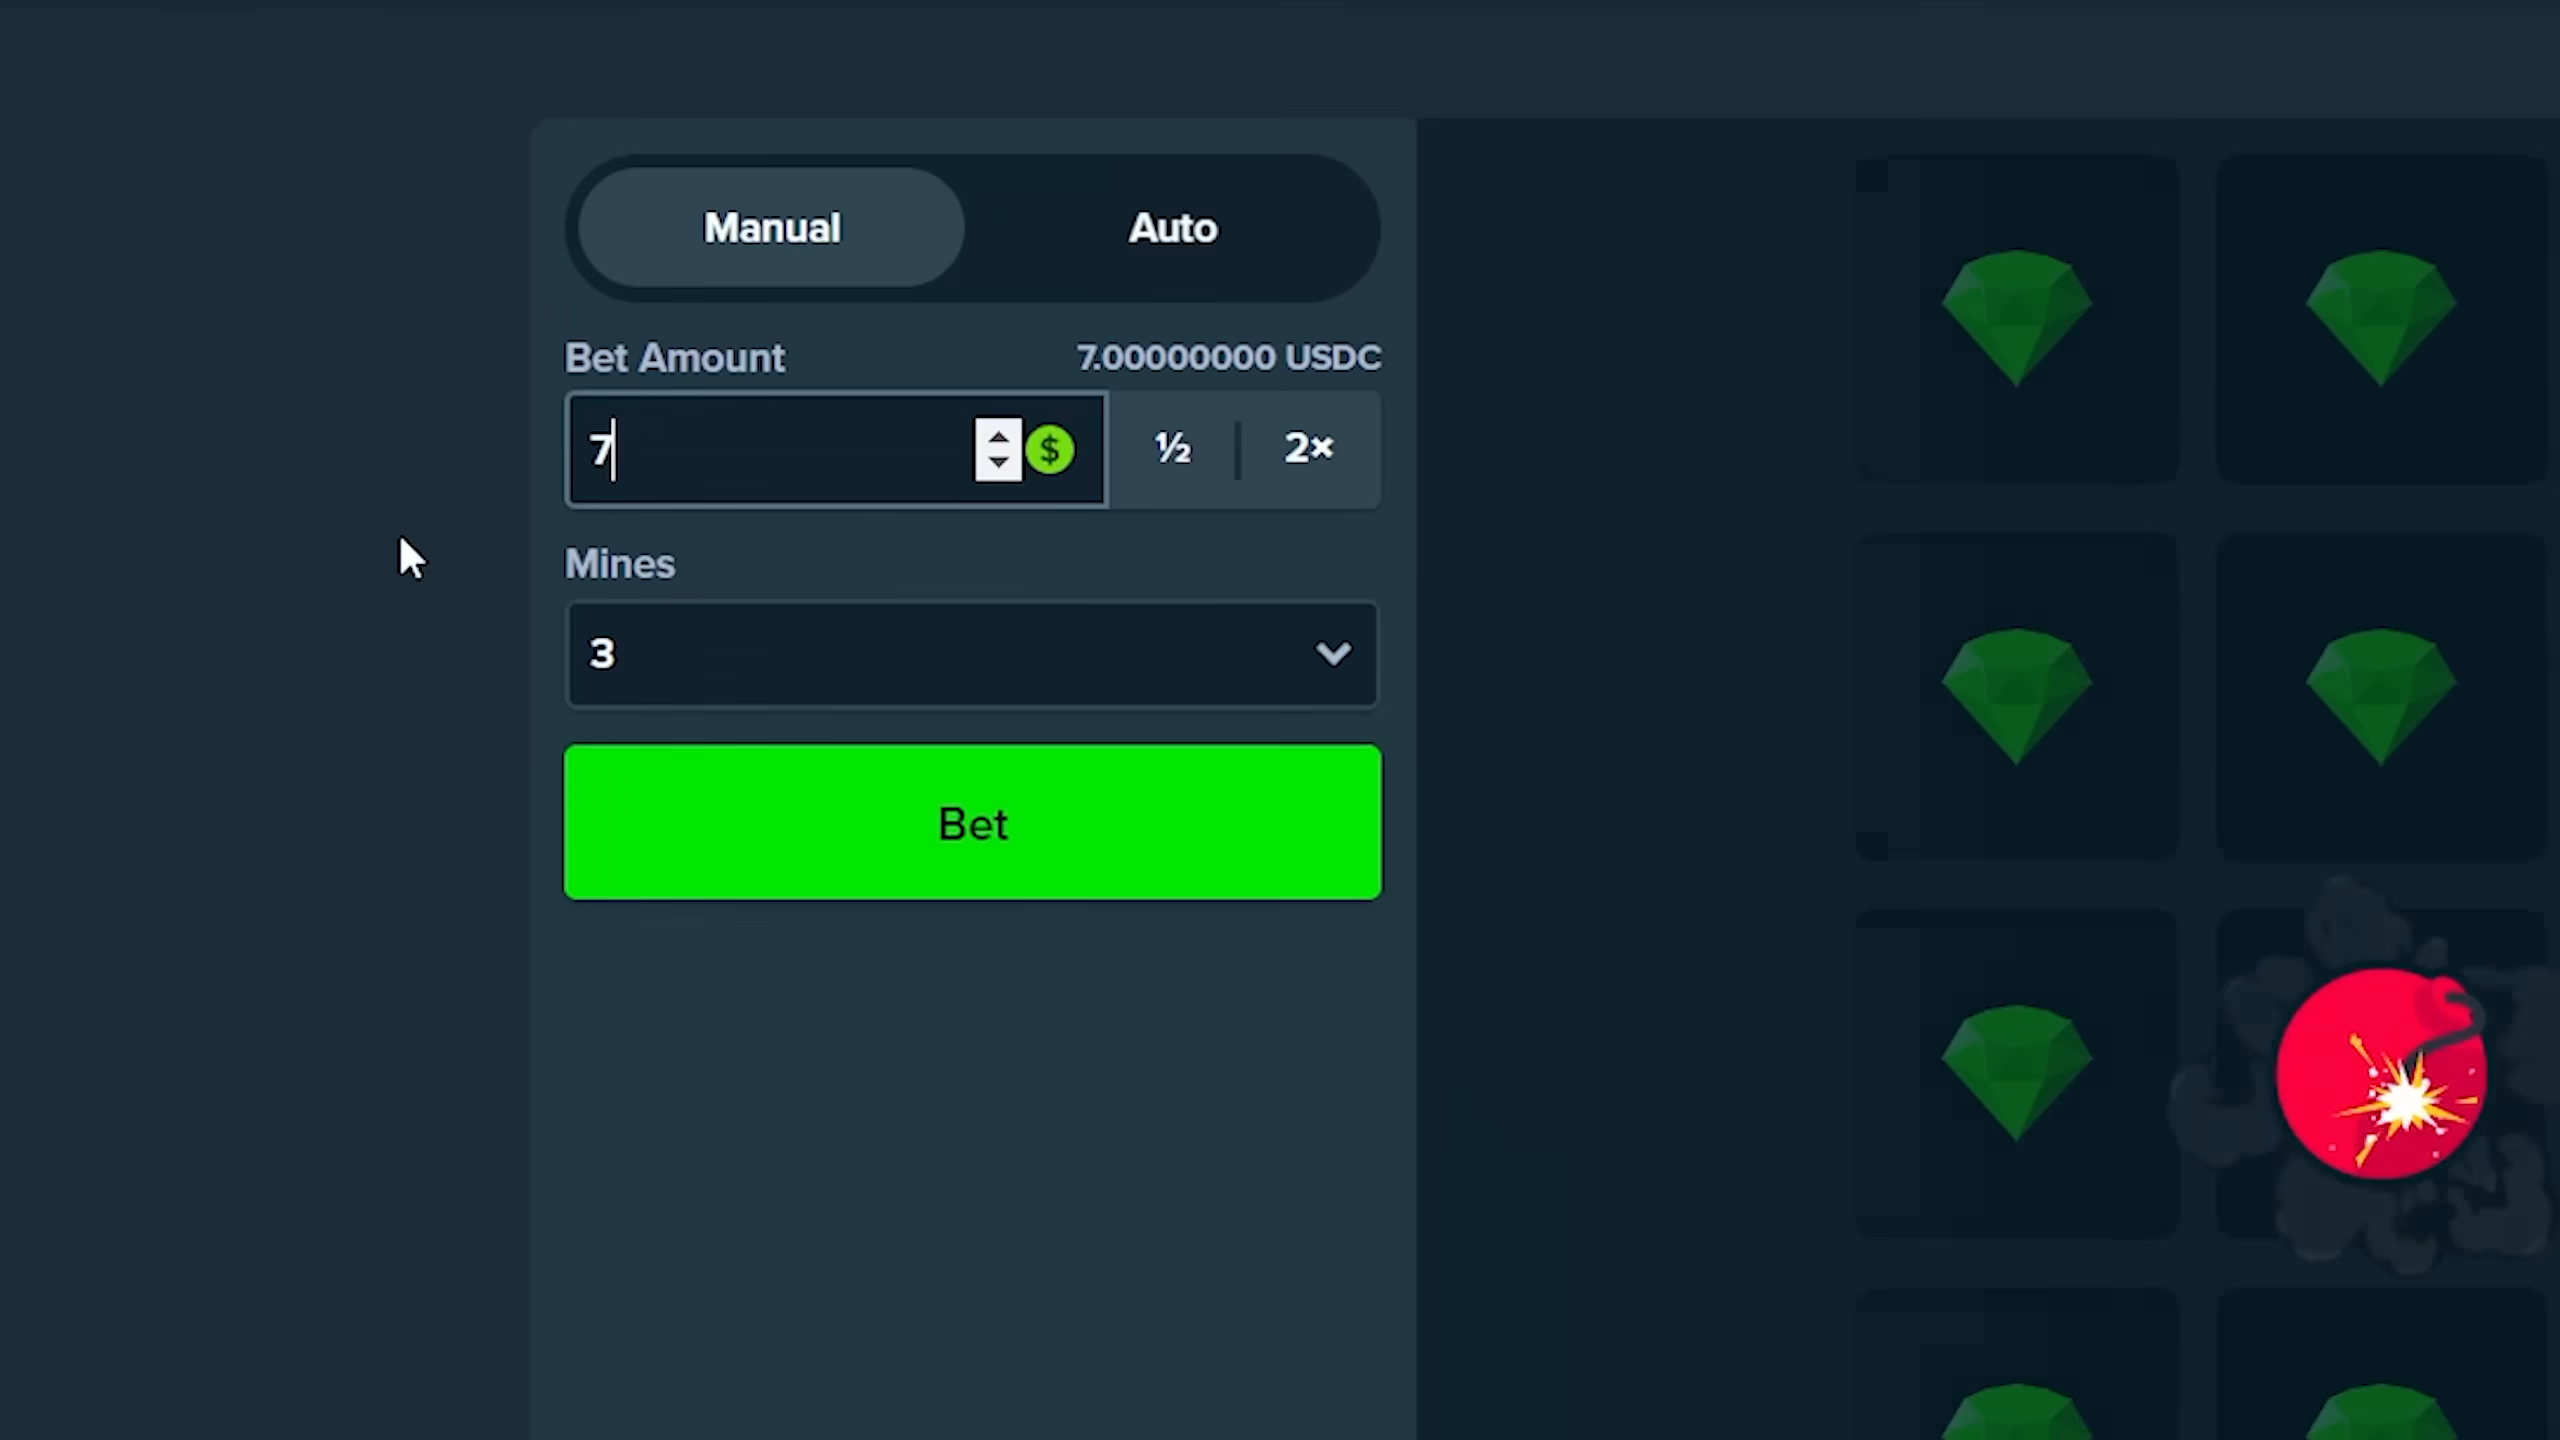 Manual Auto
Bet Amount 7.00000000 USDC
7 $ ½ 2×
Mines
3
Bet